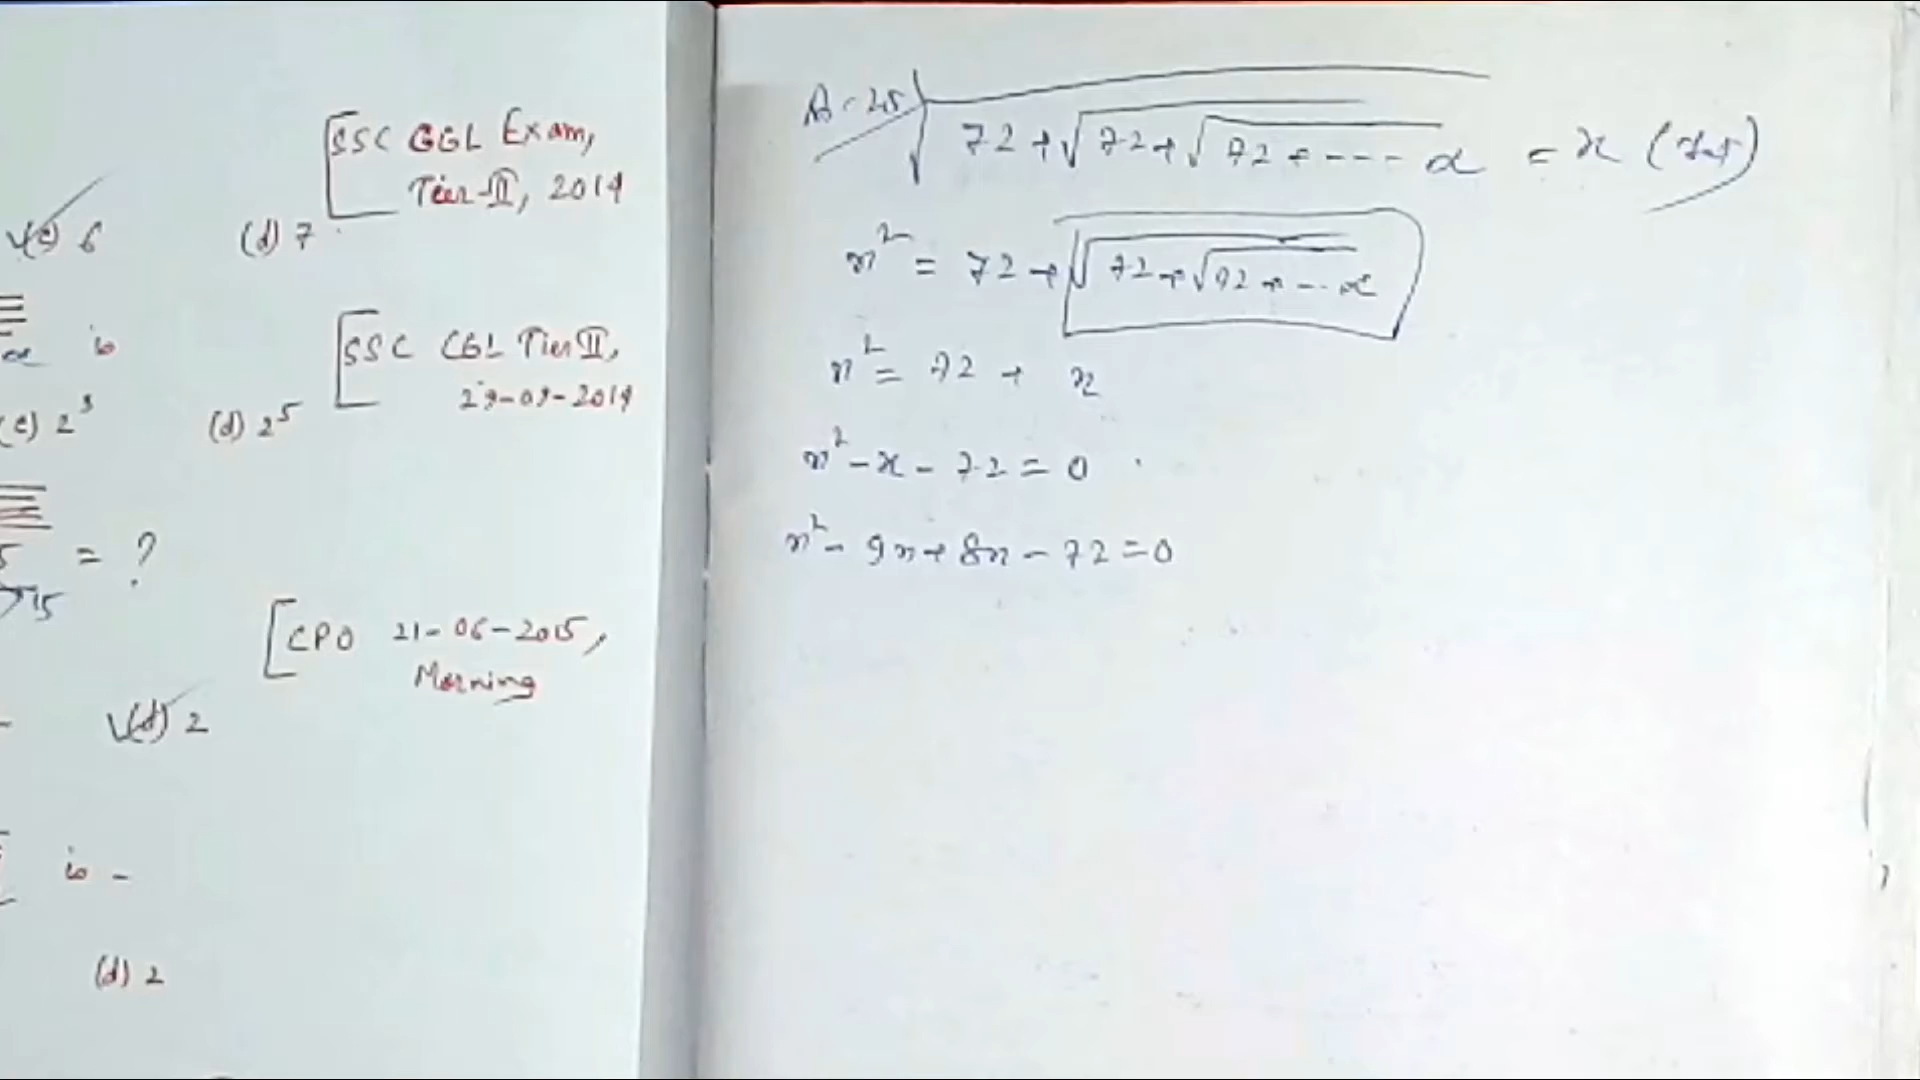 [SSC CGL Exam,
Tier-II, 2014
(c) 6 (d) 7
is
[SSC CGL Tier II,
29-09-2014
(c) 2³ (d) 2⁵
= ?
15
[CPO 21-06-2015,
Morning
(d) 2
is -
(d) 2
√72+√72+√72+---∝ = x (let)
x² = 72+√72+√72+--∝
x² = 72 + x
x² - x - 72 = 0
x² - 9x + 8x - 72 = 0